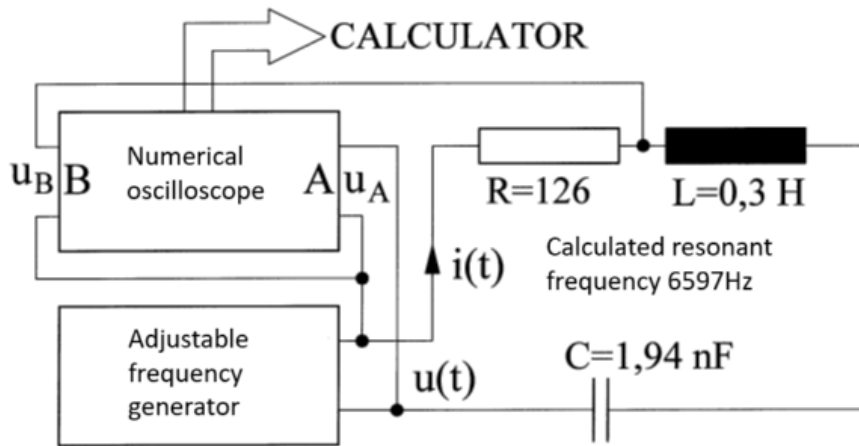 CALCULATOR
Numerical
oscilloscope
u_B B
A u_A
R=126
L=0,3 H
i(t)
Calculated resonant
frequency 6597Hz
Adjustable
frequency
generator
u(t)
C=1,94 nF